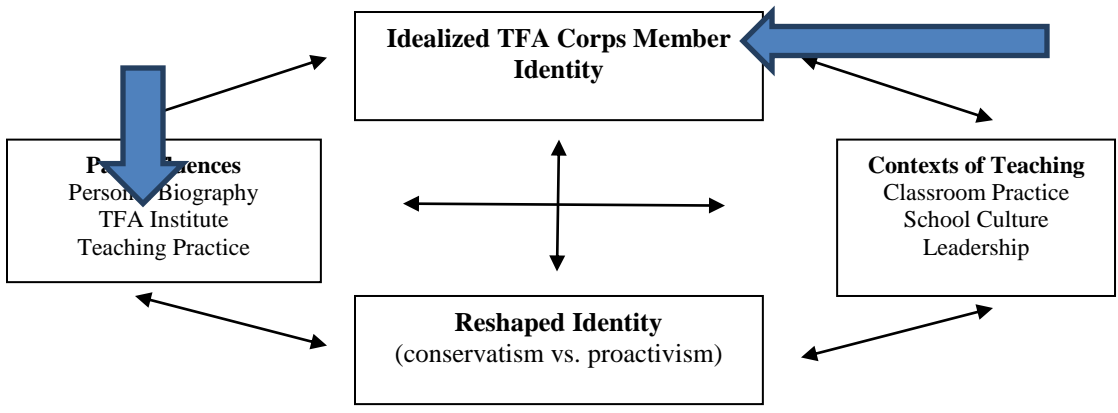 Idealized TFA Corps Member
Identity
Biography
TFA Institute
Teaching Practice
Contexts of Teaching
Classroom Practice
School Culture
Leadership
Reshaped Identity
(conservatism vs. proactivism)